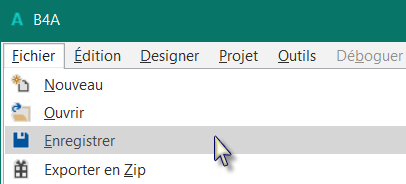 A B4A
Fichier Édition Designer Projet Outils Déboguer
Nouveau
Ouvrir
Enregistrer
Exporter en Zip